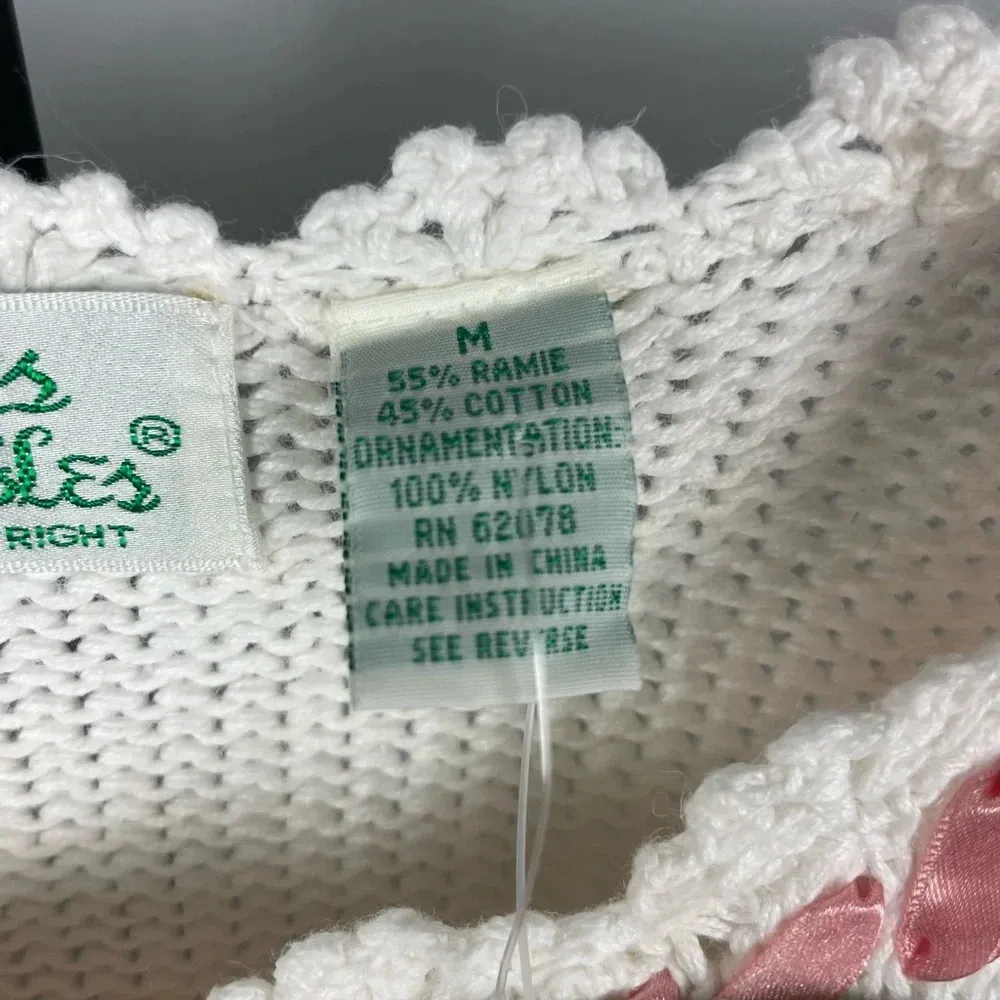 RIGHT
®
M
55% RAMIE
45% COTTON
ORNAMENTATION:
100% NYLON
RN 62078
MADE IN CHINA
CARE INSTRUCTION
SEE REVERSE